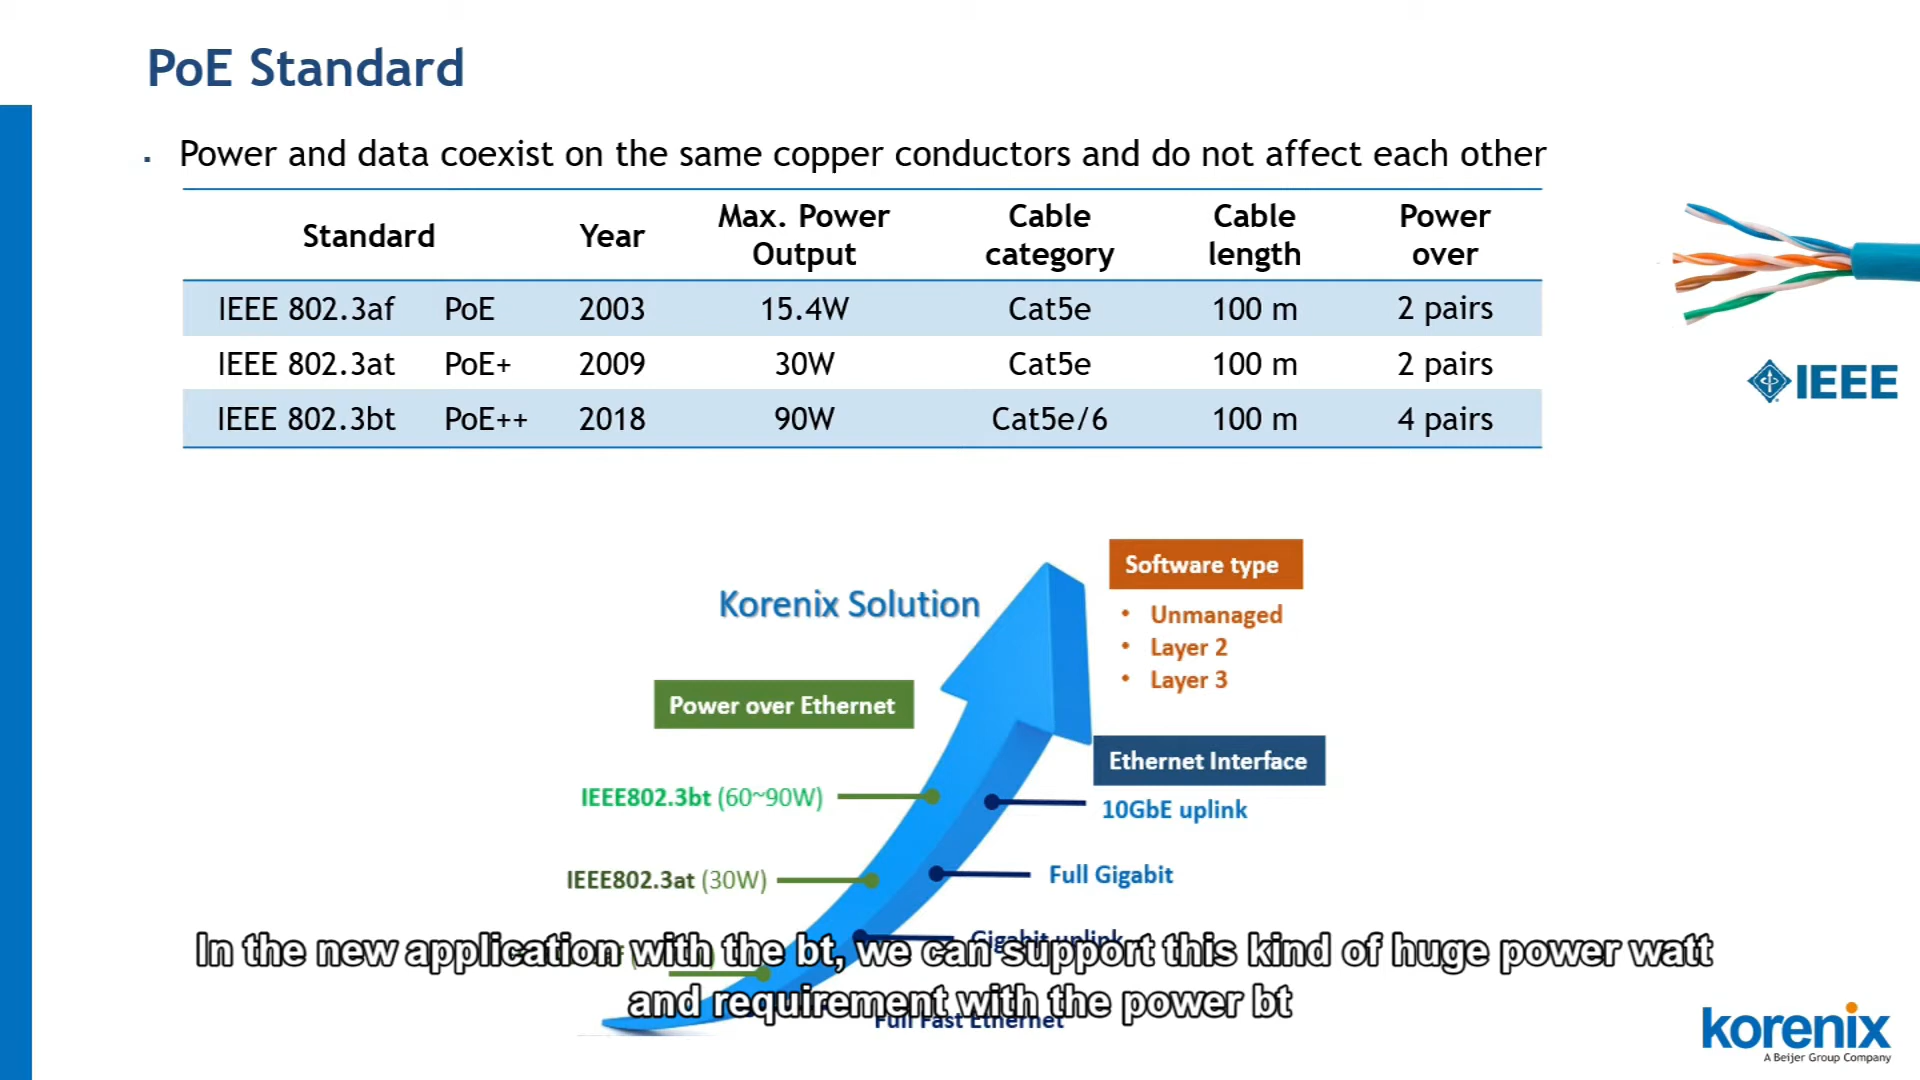 PoE Standard
▪ Power and data coexist on the same copper conductors and do not affect each other
Standard Year Max. Power Output Cable category Cable length Power over
IEEE 802.3af PoE 2003 15.4W Cat5e 100 m 2 pairs
IEEE 802.3at PoE+ 2009 30W Cat5e 100 m 2 pairs
IEEE 802.3bt PoE++ 2018 90W Cat5e/6 100 m 4 pairs
IEEE
Korenix Solution
Software type
• Unmanaged
• Layer 2
• Layer 3
Power over Ethernet
Ethernet Interface
IEEE802.3bt (60~90W)
10GbE uplink
IEEE802.3at (30W)
Full Gigabit
Gigabit uplink
In the new application with the bt, we can support this kind of huge power watt
and requirement with the power bt
Full Fast Ethernet
korenix
A Beijer Group Company